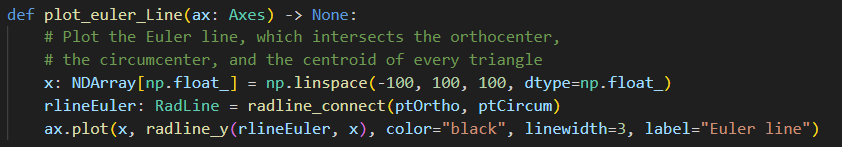 def plot_euler_Line(ax: Axes) -> None:
    # Plot the Euler line, which intersects the orthocenter,
    # the circumcenter, and the centroid of every triangle
    x: NDArray[np.float_] = np.linspace(-100, 100, 100, dtype=np.float_)
    rlineEuler: RadLine = radline_connect(ptOrtho, ptCircum)
    ax.plot(x, radline_y(rlineEuler, x), color="black", linewidth=3, label="Euler line")